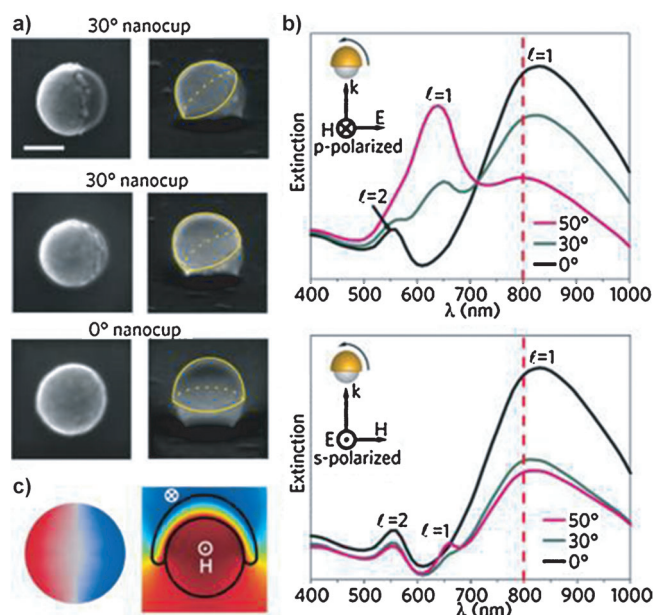 a)
30° nanocup
30° nanocup
0° nanocup
c)
H
b)
Extinction
k
H E
p-polarized
ℓ=2
ℓ=1
ℓ=1
50°
30°
0°
400 500 600 700 800 900 1000
λ (nm)
Extinction
k
E H
s-polarized
ℓ=2
ℓ=1
ℓ=1
50°
30°
0°
400 500 600 700 800 900 1000
λ (nm)